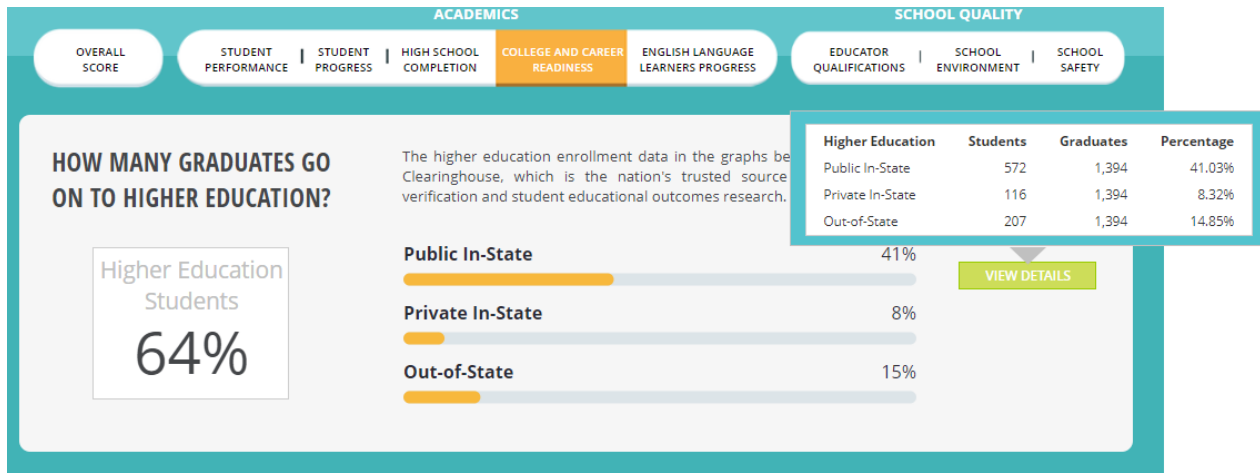 ACADEMICS
SCHOOL QUALITY
OVERALL
SCORE
STUDENT
PERFORMANCE
STUDENT
PROGRESS
HIGH SCHOOL
COMPLETION
COLLEGE AND CAREER
READINESS
ENGLISH LANGUAGE
LEARNERS PROGRESS
EDUCATOR
QUALIFICATIONS
SCHOOL
ENVIRONMENT
SCHOOL
SAFETY
HOW MANY GRADUATES GO
ON TO HIGHER EDUCATION?
The higher education enrollment data in the graphs be
Clearinghouse, which is the nation's trusted source
verification and student educational outcomes research.
Higher Education Students Graduates Percentage
Public In-State 572 1,394 41.03%
Private In-State 116 1,394 8.32%
Out-of-State 207 1,394 14.85%
VIEW DETAILS
Higher Education
Students
64%
Public In-State 41%
Private In-State 8%
Out-of-State 15%